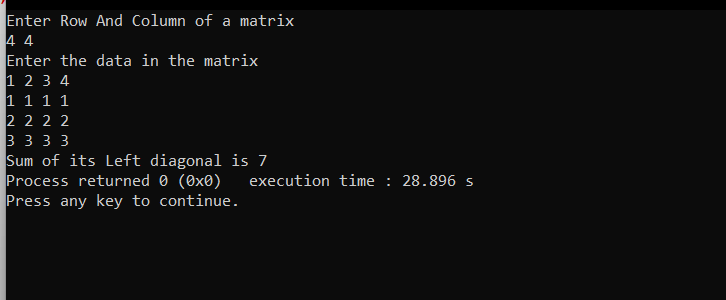 Enter Row And Column of a matrix
4 4
Enter the data in the matrix
1 2 3 4
1 1 1 1
2 2 2 2
3 3 3 3
Sum of its Left diagonal is 7
Process returned 0 (0x0)   execution time : 28.896 s
Press any key to continue.